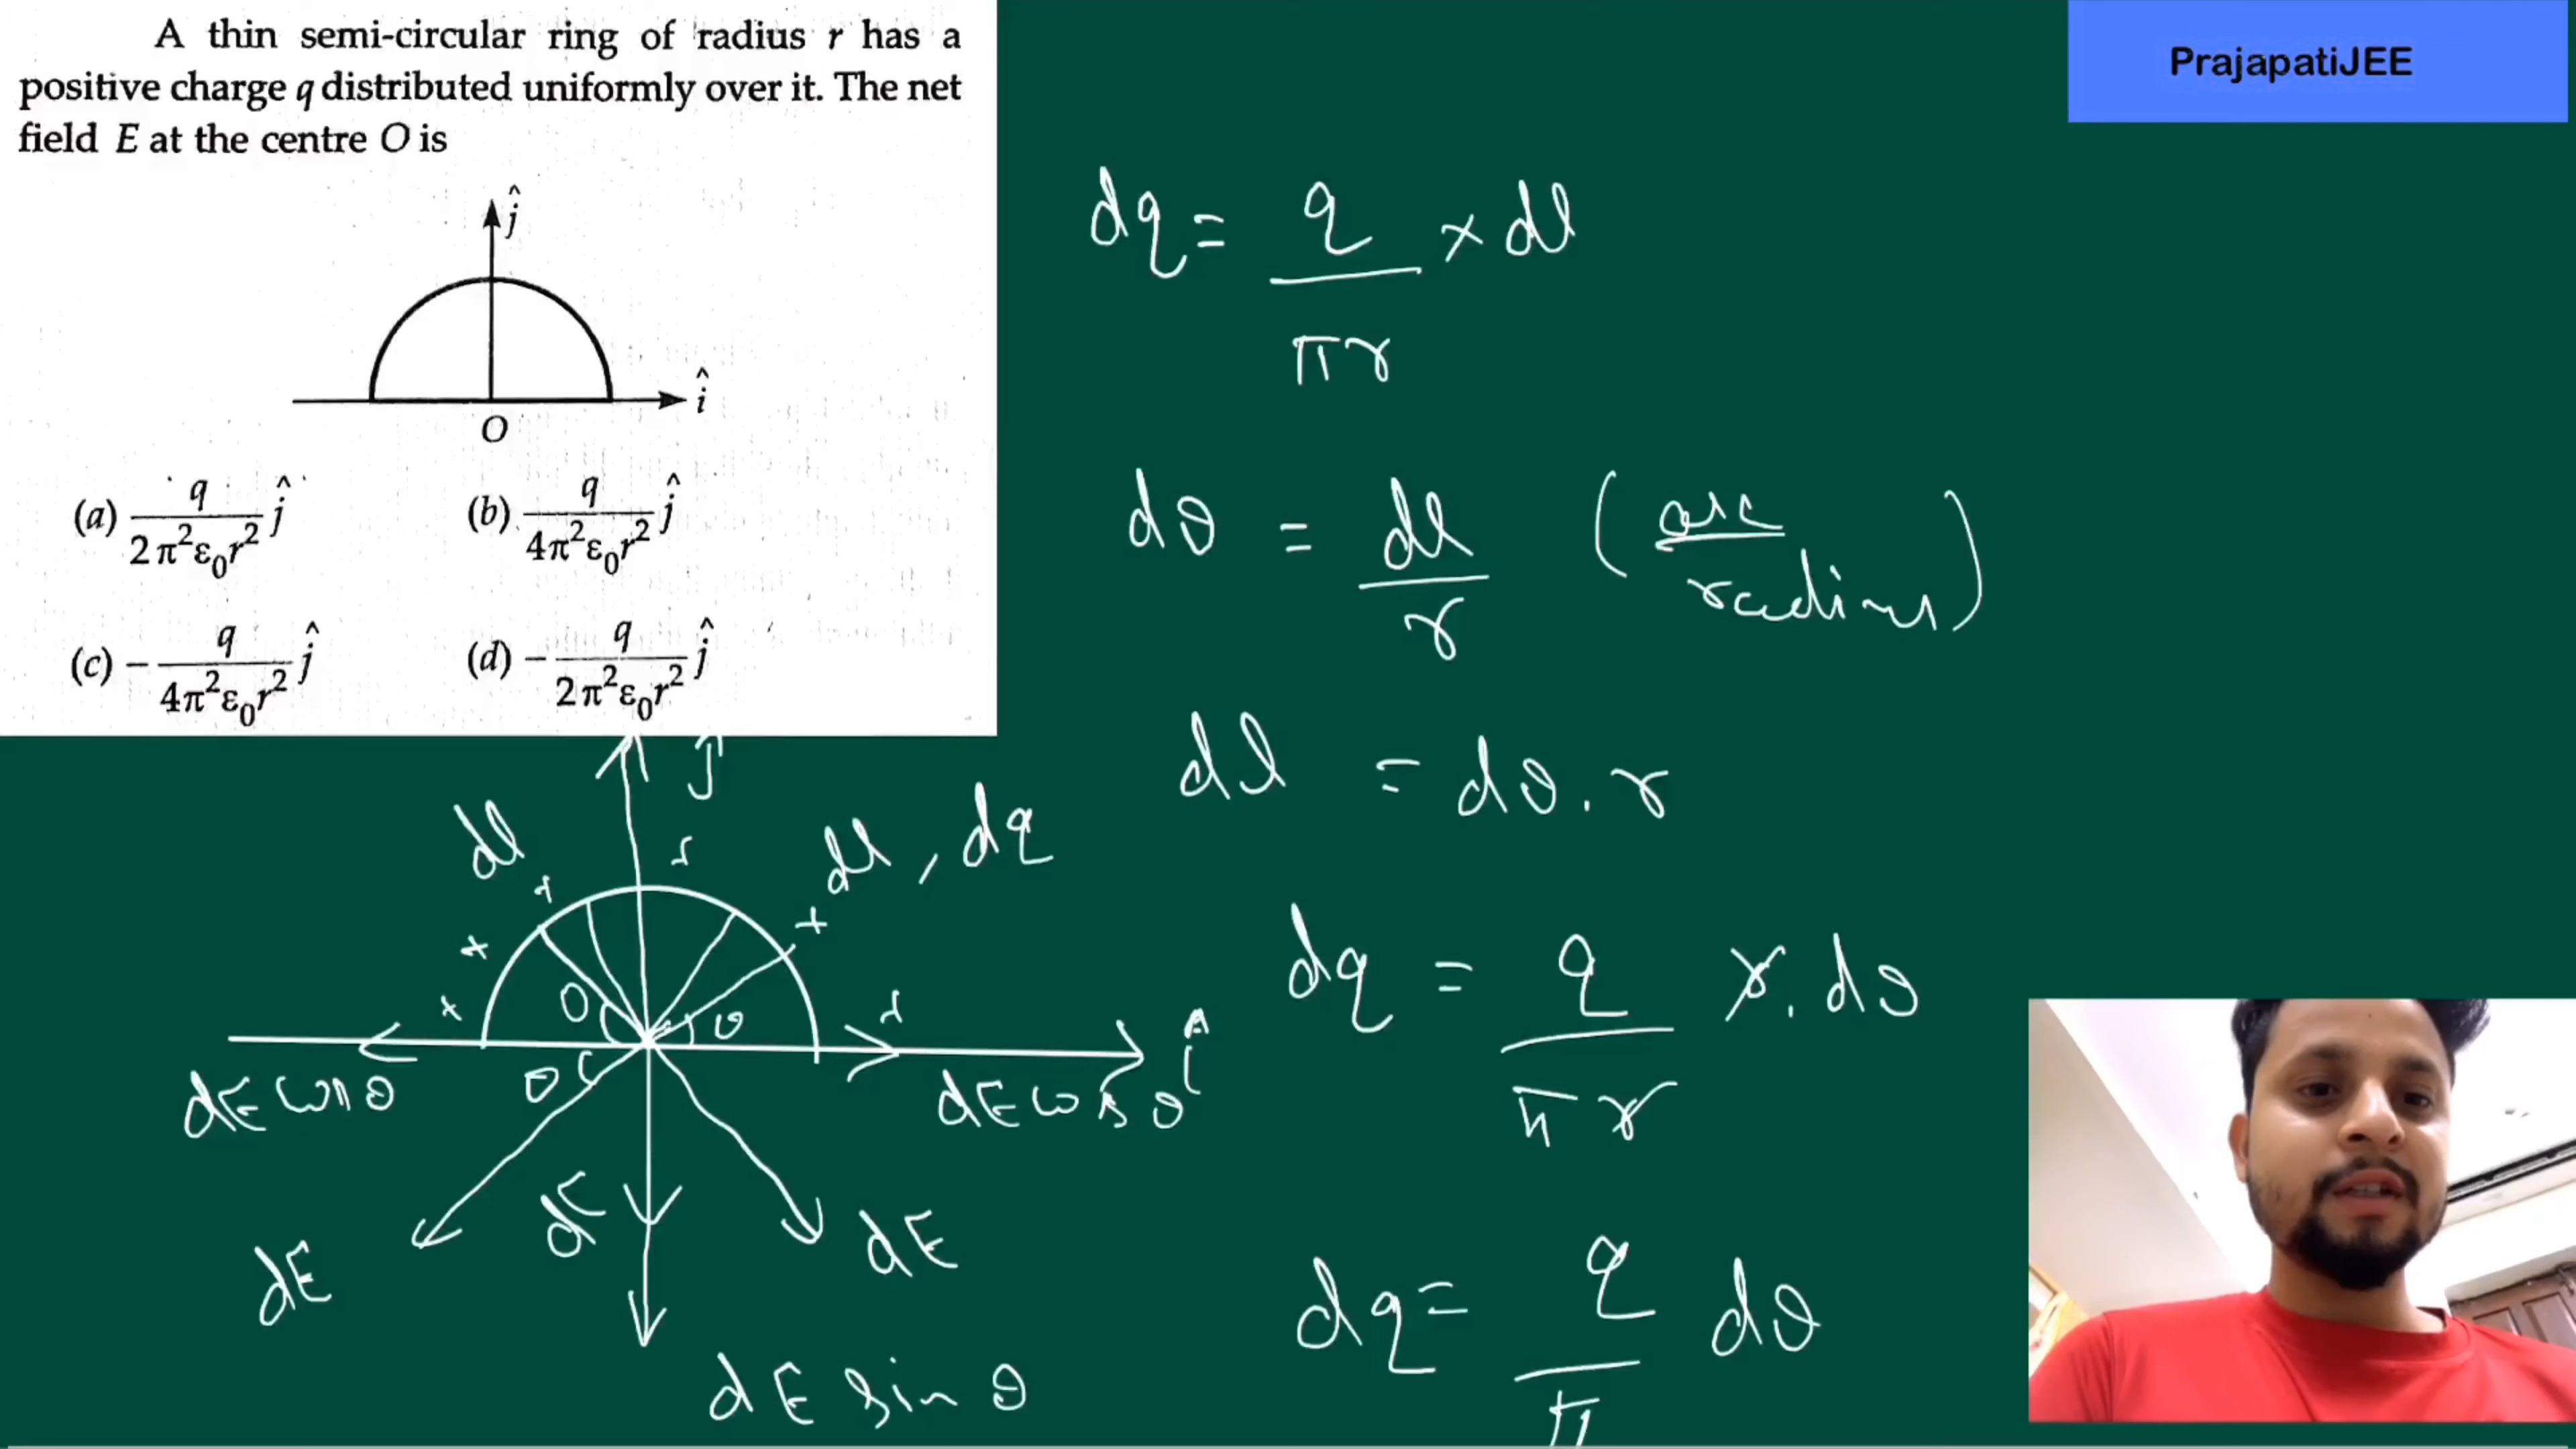 A thin semi-circular ring of radius r has a
positive charge q distributed uniformly over it. The net
field E at the centre O is
ĵ
î
O
(a) q/(2π²ε₀r²) ĵ
(b) q/(4π²ε₀r²) ĵ
(c) −q/(4π²ε₀r²) ĵ
(d) −q/(2π²ε₀r²) ĵ
PrajapatiJEE
dq = q/(πr) × dl
dθ = dl/r (arc/radius)
dl = dθ.r
dq = q/(πr) r.dθ
dq = q/π dθ
ĵ
dl
dl, dq
+ + + + +
θ θ
θ
î
dE cos θ
dE cos θ
dE
dE
dE
dE sin θ